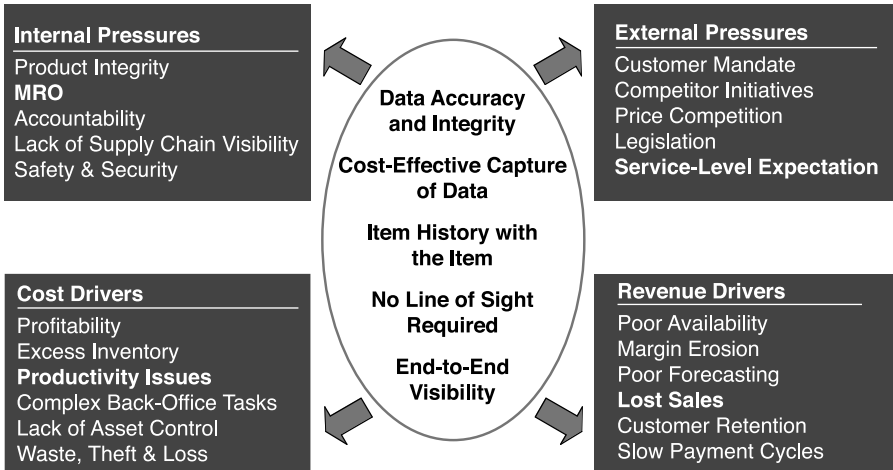 Internal Pressures
Product Integrity
MRO
Accountability
Lack of Supply Chain Visibility
Safety & Security
External Pressures
Customer Mandate
Competitor Initiatives
Price Competition
Legislation
Service-Level Expectation
Data Accuracy
and Integrity
Cost-Effective Capture
of Data
Item History with
the Item
No Line of Sight
Required
End-to-End
Visibility
Cost Drivers
Profitability
Excess Inventory
Productivity Issues
Complex Back-Office Tasks
Lack of Asset Control
Waste, Theft & Loss
Revenue Drivers
Poor Availability
Margin Erosion
Poor Forecasting
Lost Sales
Customer Retention
Slow Payment Cycles